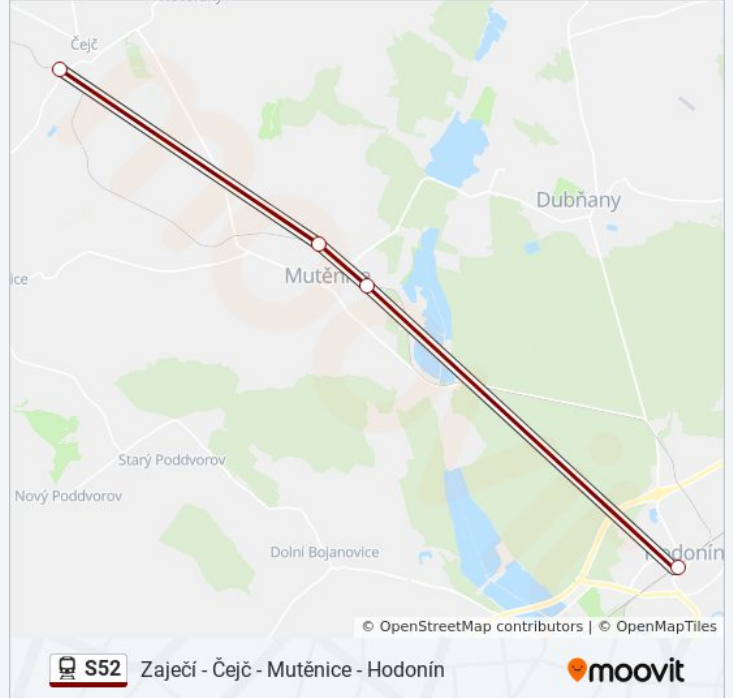 Čejč
Dubňany
Mutěnice
Starý Poddvorov
Nový Poddvorov
Dolní Bojanovice
Hodonín
© OpenStreetMap contributors | © OpenMapTiles
S52 Zaječí - Čejč - Mutěnice - Hodonín
moovit